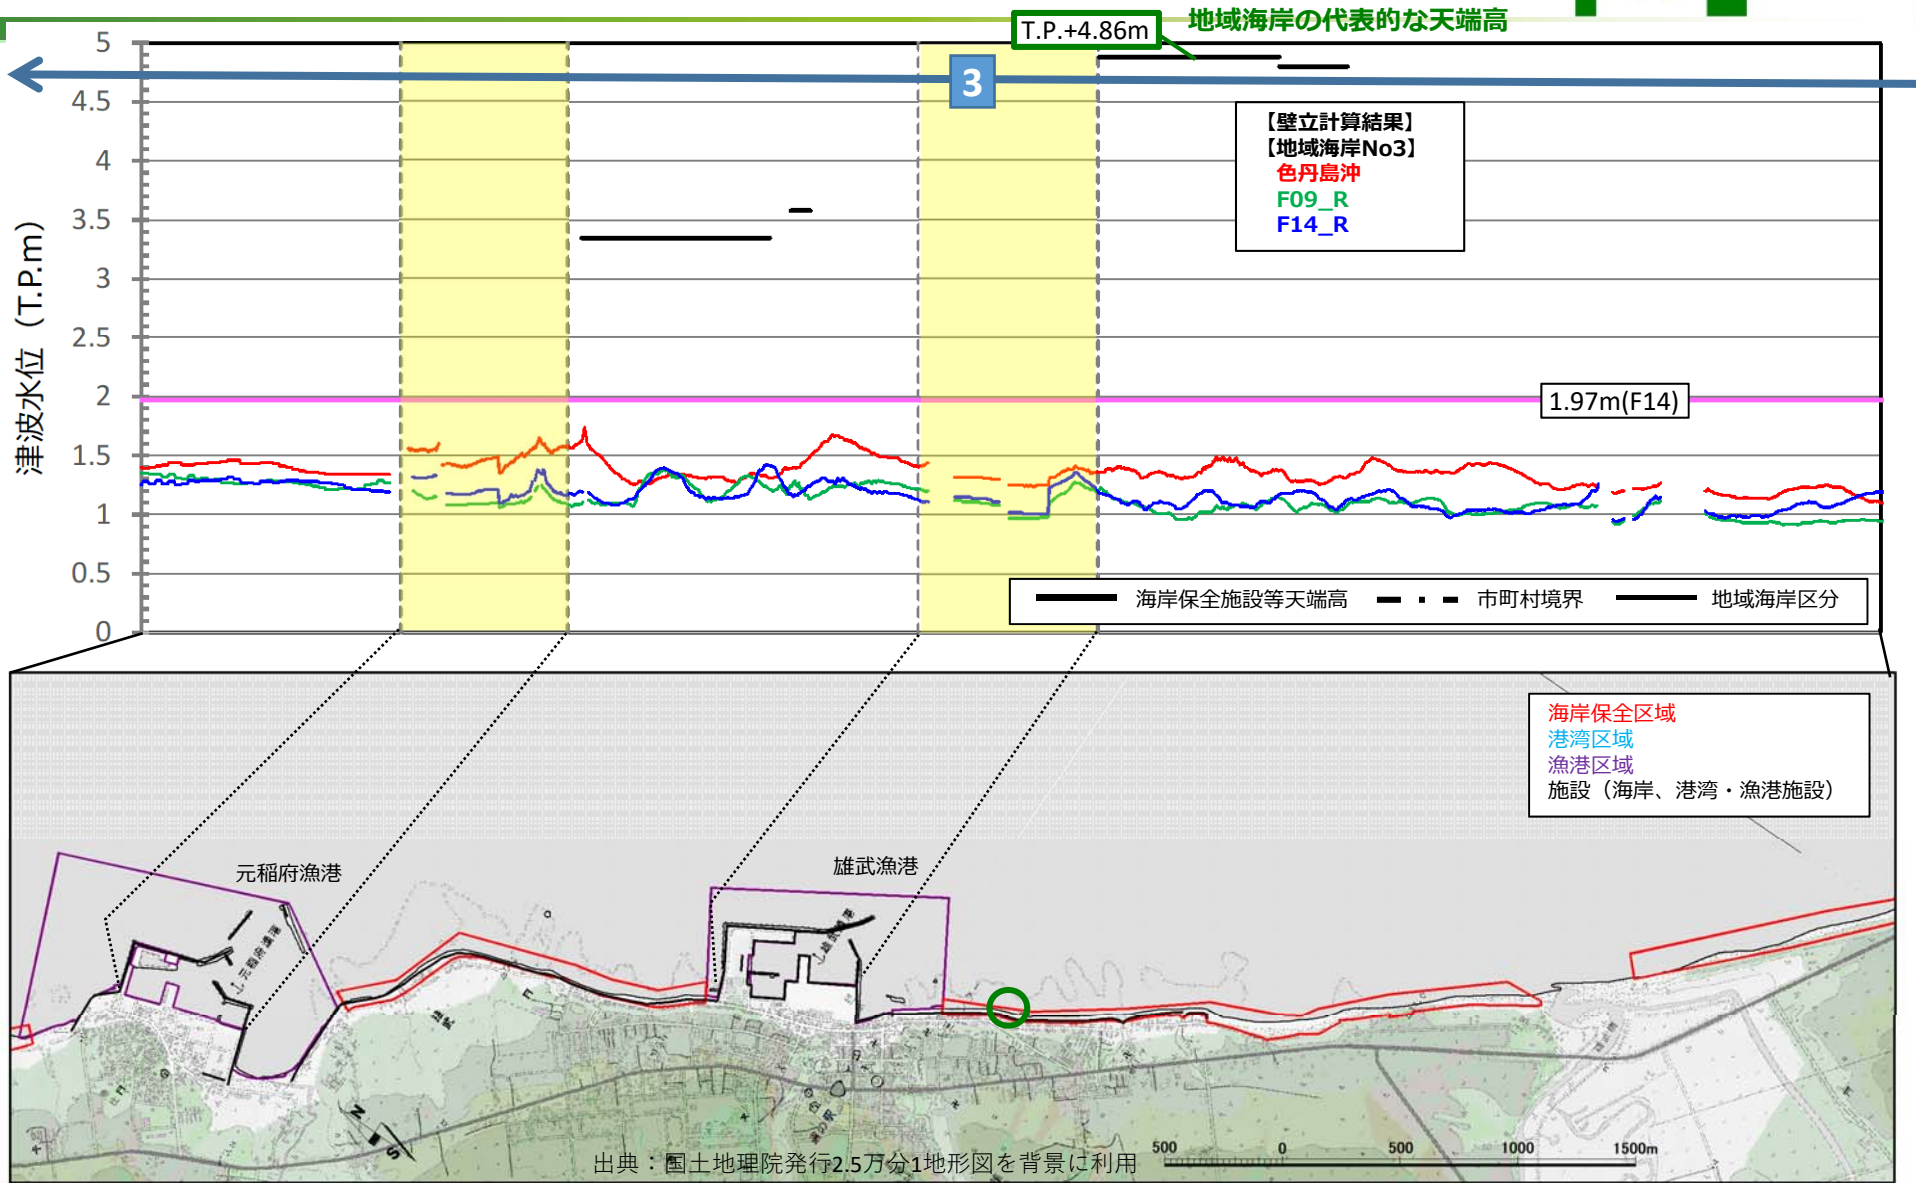 T.P.+4.86m
地域海岸の代表的な天端高
3
【壁立計算結果】
【地域海岸No3】
色丹島沖
F09_R
F14_R
津波水位（T.P.m）
5
4.5
4
3.5
3
2.5
2
1.5
1
0.5
0
1.97m(F14)
海岸保全施設等天端高
市町村境界
地域海岸区分
海岸保全区域
港湾区域
漁港区域
施設（海岸、港湾・漁港施設）
元稲府漁港
雄武漁港
元稲府漁港
雄武
N
S
出典：国土地理院発行2.5万分1地形図を背景に利用
500 0 500 1000 1500m